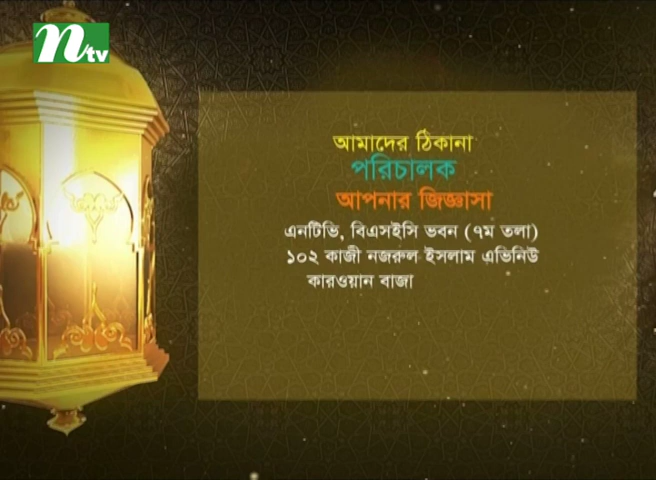 ntv
আমাদের ঠিকানা
পরিচালক
আপনার জিজ্ঞাসা
এনটিভি, বিএসইসি ভবন (৭ম তলা)
১০২ কাজী নজরুল ইসলাম এভিনিউ
কারওয়ান বাজা